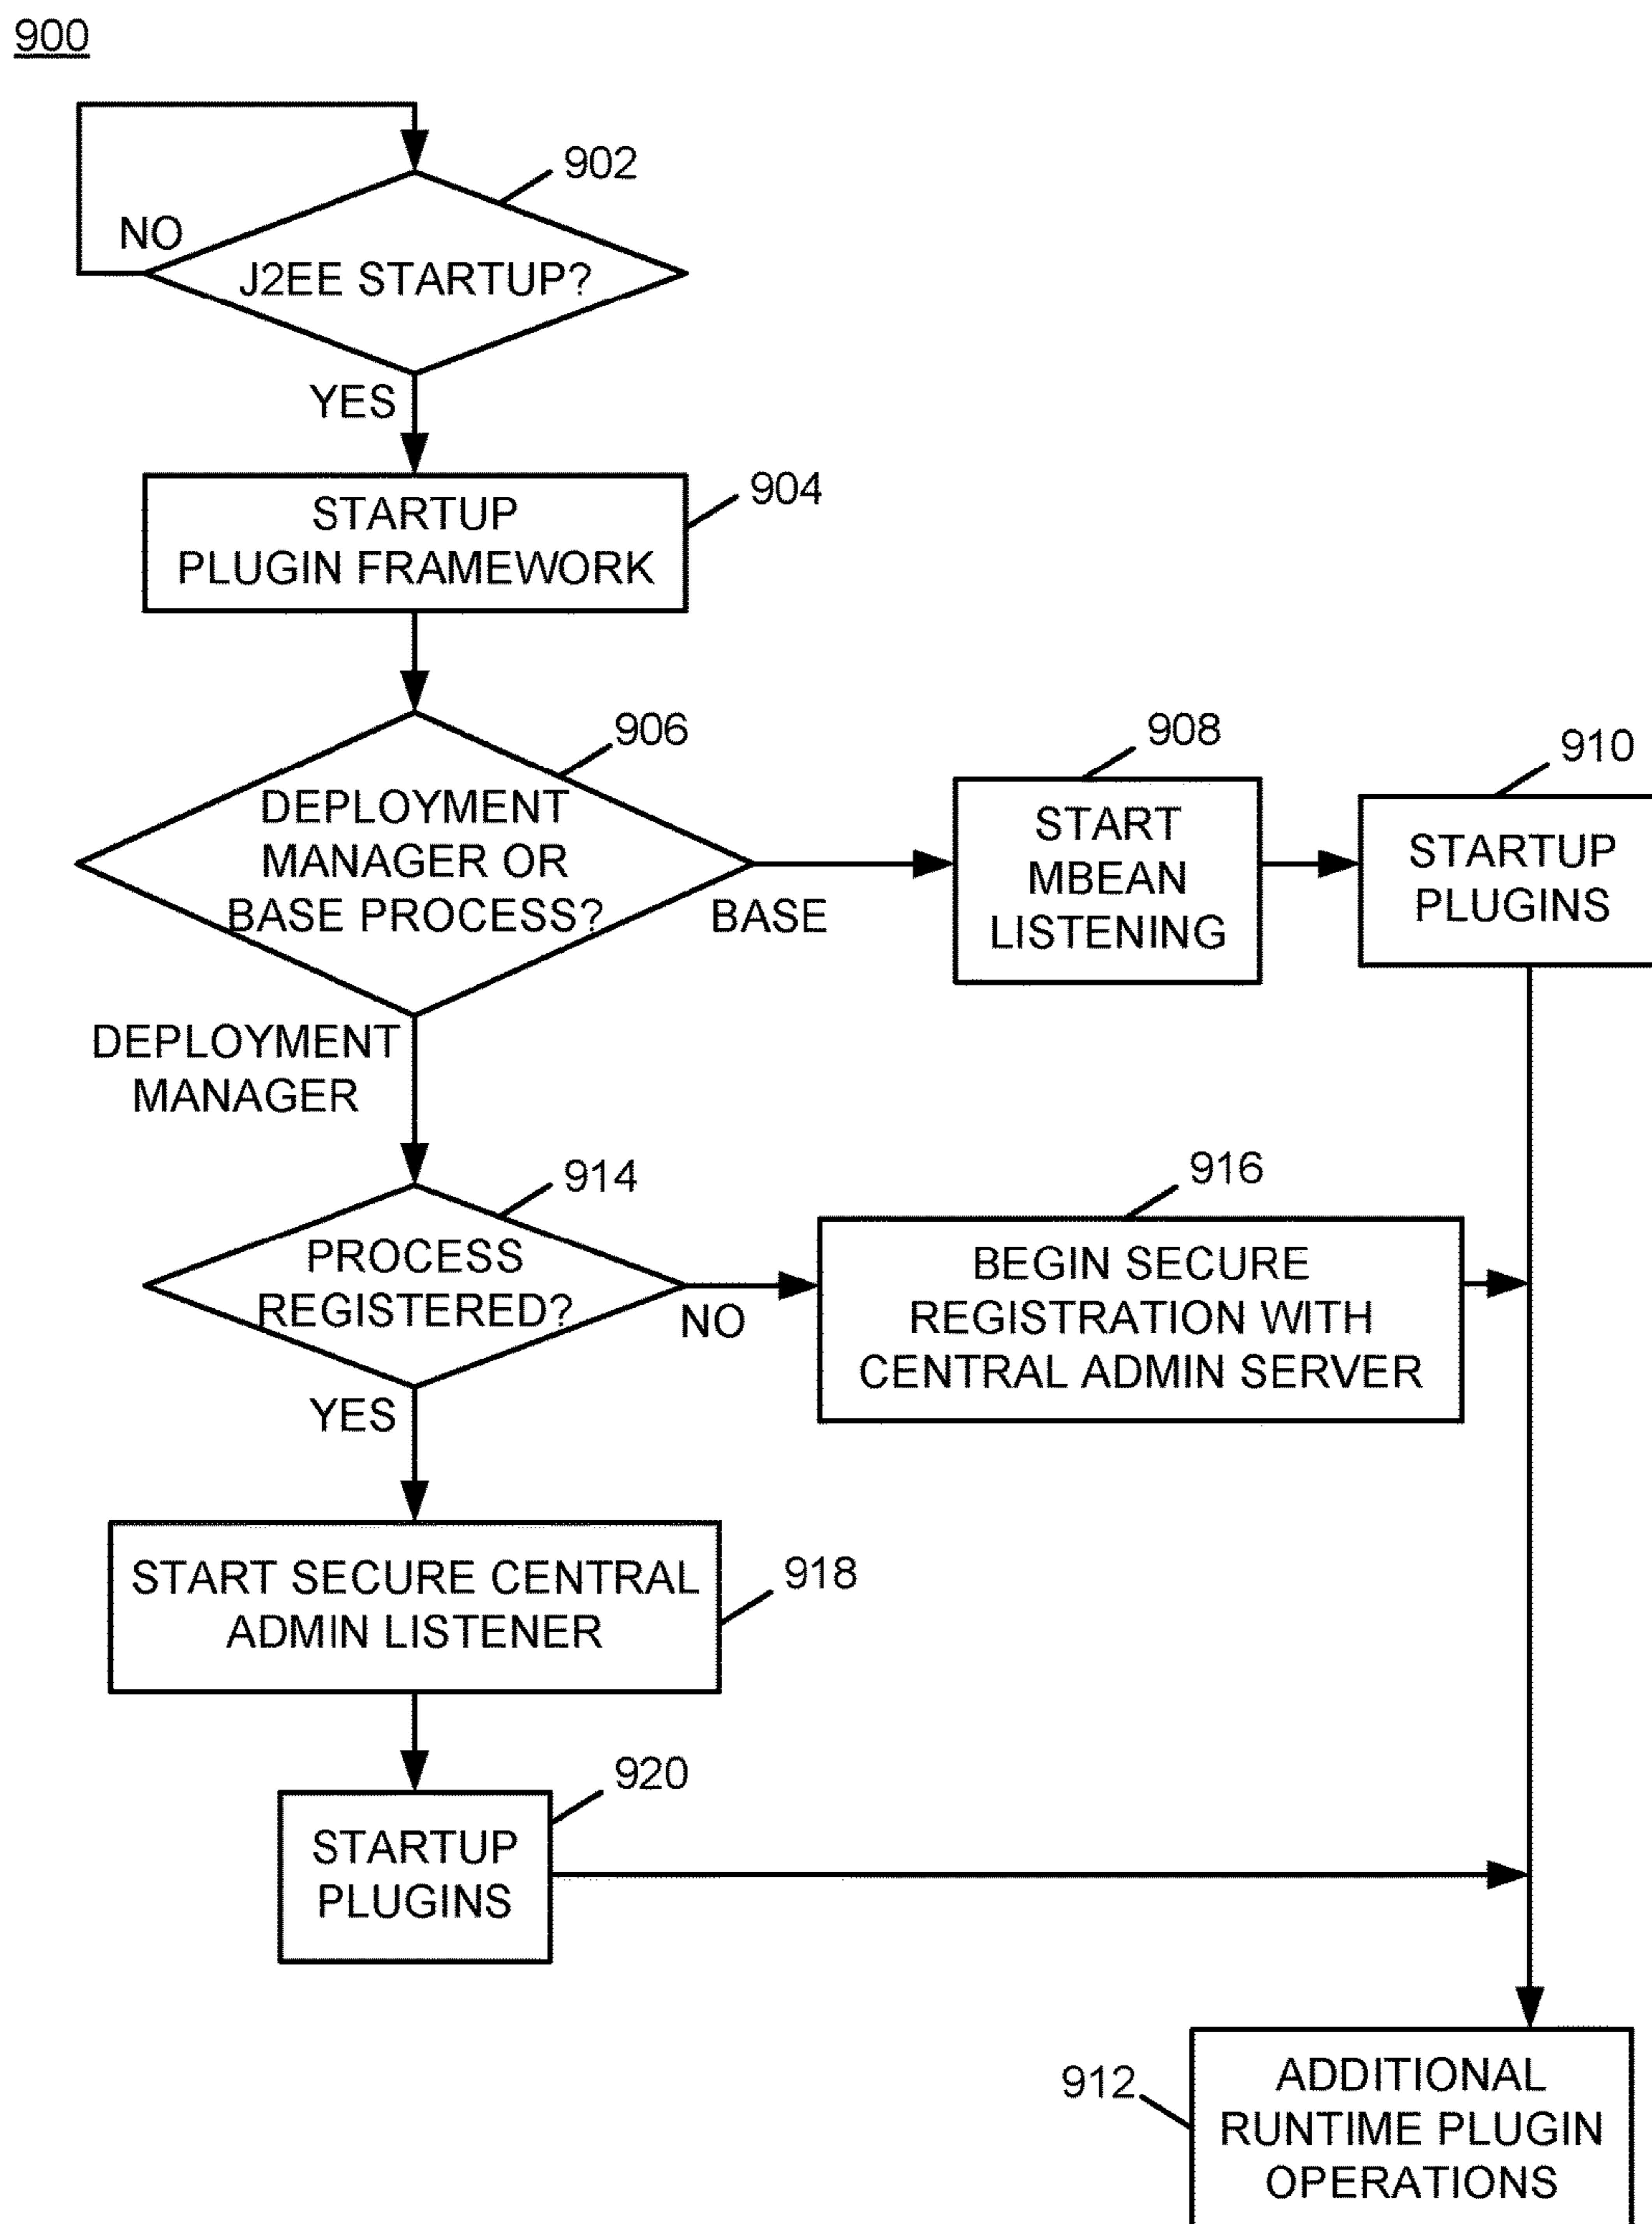 900
902
NO
J2EE STARTUP?
YES
904
STARTUP
PLUGIN FRAMEWORK
906
DEPLOYMENT
MANAGER OR
BASE PROCESS?
BASE
908
START
MBEAN
LISTENING
910
STARTUP
PLUGINS
DEPLOYMENT
MANAGER
914
PROCESS
REGISTERED?
NO
916
BEGIN SECURE
REGISTRATION WITH
CENTRAL ADMIN SERVER
YES
918
START SECURE CENTRAL
ADMIN LISTENER
920
STARTUP
PLUGINS
912
ADDITIONAL
RUNTIME PLUGIN
OPERATIONS